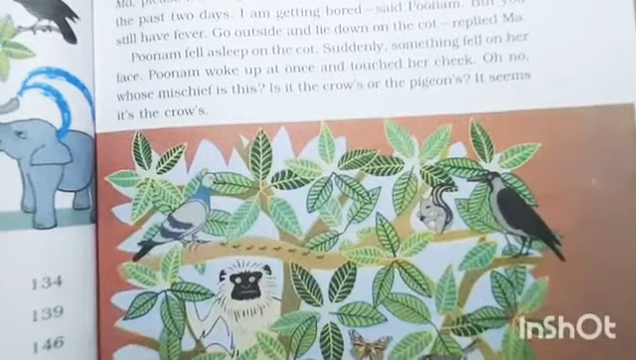 Ma, please
the past two days. I am getting bored – said Poonam. But you
still have fever. Go outside and lie down on the cot – replied Ma.
Poonam fell asleep on the cot. Suddenly, something fell on her
face. Poonam woke up at once and touched her cheek. Oh no,
whose mischief is this? Is it the crow's or the pigeon's? It seems
it's the crow's.
134
139
146
InShOt